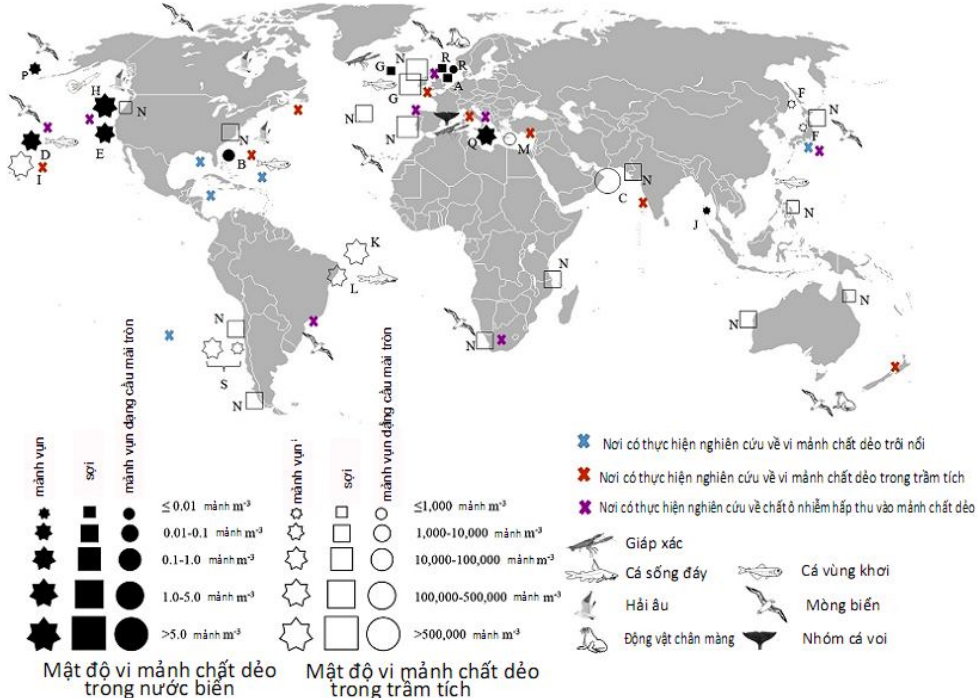 P
H
N
D
E
I
N
B
G
N
R
R
A
G
N
Q
M
F
N
F
N
C
J
N
K
L
N
N
S
N
N
N
N
mảnh vụn
sợi
mảnh vụn dạng cầu mài tròn
≤ 0.01 mảnh m⁻³
0.01-0.1 mảnh m⁻³
0.1-1.0 mảnh m⁻³
1.0-5.0 mảnh m⁻³
>5.0 mảnh m⁻³
Mật độ vi mảnh chất dẻo
trong nước biển
mảnh vụn
sợi
mảnh vụn dạng cầu mài tròn
≤1,000 mảnh m⁻³
1,000-10,000 mảnh m⁻³
10,000-100,000 mảnh m⁻³
100,000-500,000 mảnh m⁻³
>500,000 mảnh m⁻³
Mật độ vi mảnh chất dẻo
trong trầm tích
Nơi có thực hiện nghiên cứu về vi mảnh chất dẻo trôi nổi
Nơi có thực hiện nghiên cứu về vi mảnh chất dẻo trong trầm tích
Nơi có thực hiện nghiên cứu về chất ô nhiễm hấp thu vào mảnh chất dẻo
Giáp xác
Cá sống đáy
Cá vùng khơi
Hải âu
Mòng biển
Động vật chân màng
Nhóm cá voi